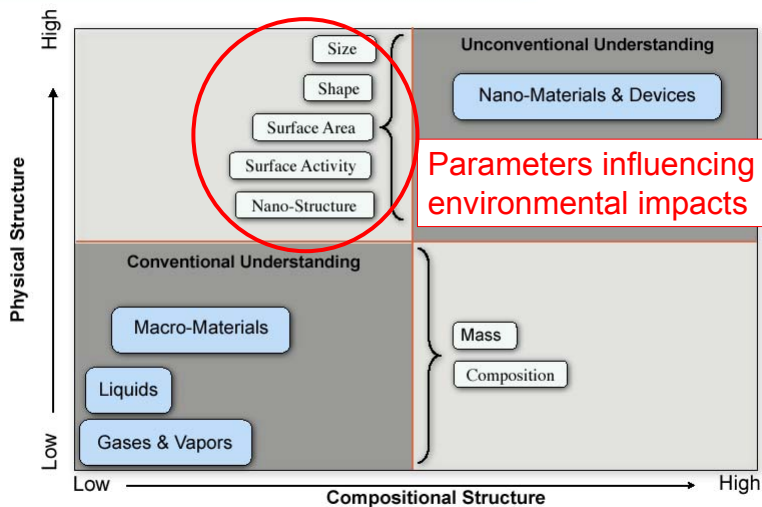 High
Size
Unconventional Understanding
Shape
Nano-Materials & Devices
Surface Area
Surface Activity
Nano-Structure
Parameters influencing
environmental impacts
Physical Structure
Conventional Understanding
Macro-Materials
Mass
Composition
Liquids
Gases & Vapors
Low
Low
High
Compositional Structure